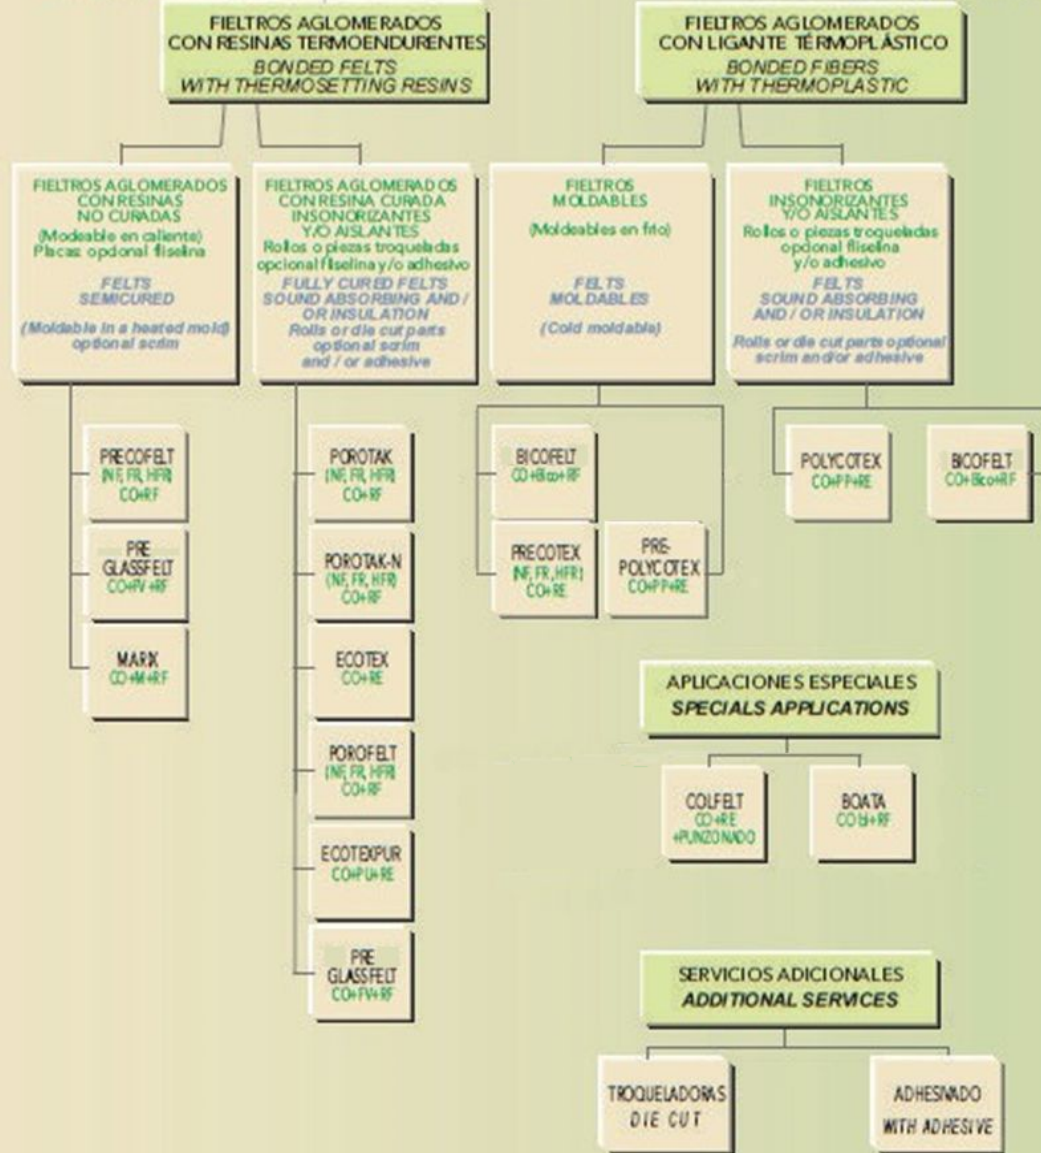 FIELTROS AGLOMERADOS
CON RESINAS TERMOENDURENTES
BONDED FELTS
WITH THERMOSETTING RESINS
FIELTROS AGLOMERADOS
CON LIGANTE TÉRMOPLÁSTICO
BONDED FIBERS
WITH THERMOPLASTIC
FIELTROS AGLOMERADOS
CON RESINAS
NO CURADAS
(Modeable en caliente)
Placas opcional fliselina
FELTS
SEMICURED
(Moldable in a heated mold)
optional scrim
FIELTROS AGLOMERADOS
CON RESINA CURADA
INSONORIZANTES
Y/O AISLANTES
Rollos o piezas troqueladas
opcional fliselina y/o adhesivo
FULLY CURED FELTS
SOUND ABSORBING AND /
OR INSULATION
Rolls or die cut parts
optional scrim
and / or adhesive
FIELTROS
MOLDABLES
(Moldeables en frio)
FELTS
MOLDABLES
(Cold moldable)
FIELTROS
INSONORIZANTES
Y/O AISLANTES
Rollos o piezas troqueladas
opcional fliselina
y/o adhesivo
FELTS
SOUND ABSORBING
AND / OR INSULATION
Rolls or die cut parts optional
scrim and/or adhesive
PRECOFELT
(NF, FR, HFR)
CO+RF
PRE
GLASSFELT
CO+FV+RF
MARIX
CO+M+RF
POROTAK
(NF, FR, HFR)
CO+RF
POROTAK-N
(NF, FR, HFR)
CO+RF
ECOTEX
CO+RE
POROFELT
(NF, FR, HFR)
CO+RF
ECOTEXPUR
CO+PU+RE
PRE
GLASSFELT
CO+FV+RF
BICOFELT
CO+Bico+RF
PRECOTEX
(NF, FR, HFR)
CO+RE
PRE-
POLYCOTEX
CO+PP+RE
POLYCOTEX
CO+PP+RE
BICOFELT
CO+Bico+RF
APLICACIONES ESPECIALES
SPECIALS APPLICATIONS
COLFELT
CO+RE
+PUNZONADO
BOATA
CO bl+RF
SERVICIOS ADICIONALES
ADDITIONAL SERVICES
TROQUELADORAS
DIE CUT
ADHESIVADO
WITH ADHESIVE